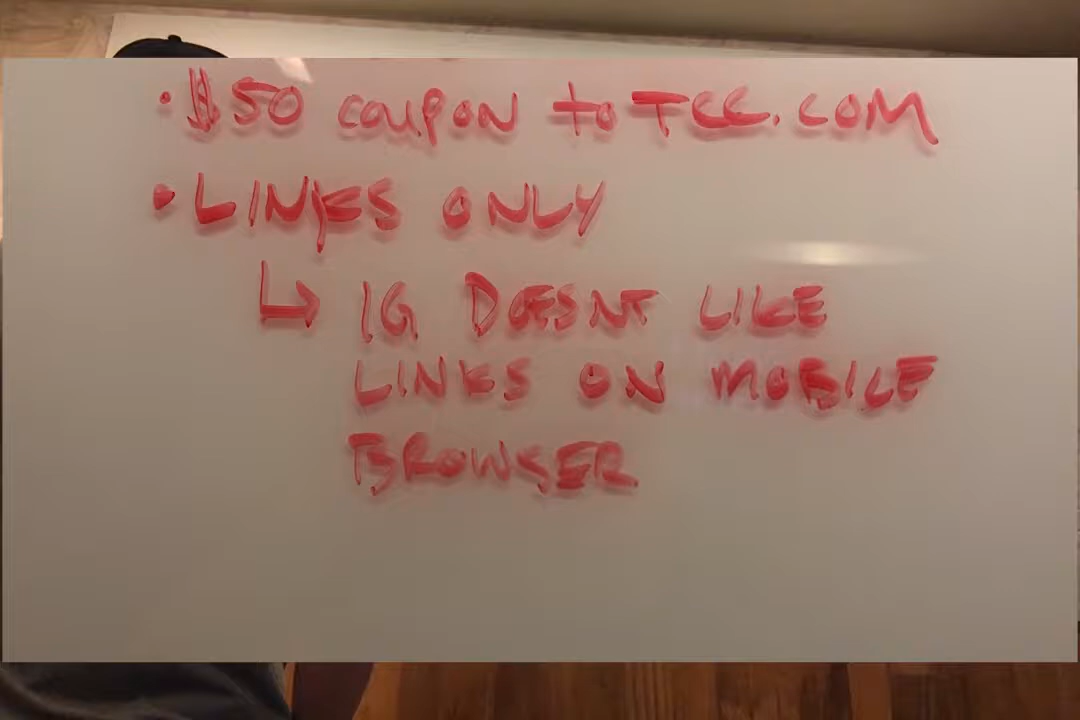 • $50 COUPON to TCC.COM
• LINKS ONLY
↳ IG DOESNT LIKE
LINKS ON MOBILE
BROWSER